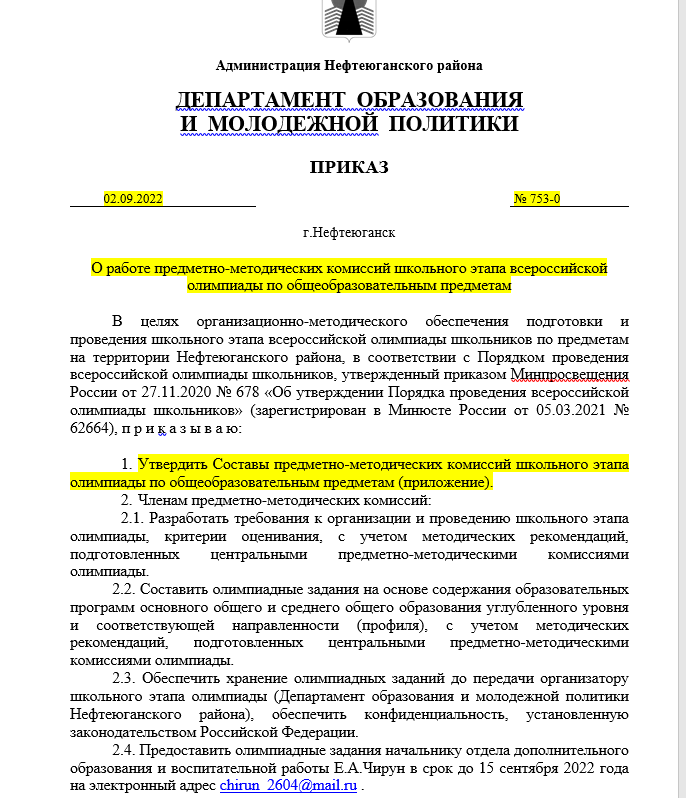 Администрация Нефтеюганского района
ДЕПАРТАМЕНТ ОБРАЗОВАНИЯ
И МОЛОДЕЖНОЙ ПОЛИТИКИ
ПРИКАЗ
02.09.2022 № 753-0
г.Нефтеюганск
О работе предметно-методических комиссий школьного этапа всероссийской
олимпиады по общеобразовательным предметам
В целях организационно-методического обеспечения подготовки и
проведения школьного этапа всероссийской олимпиады школьников по предметам
на территории Нефтеюганского района, в соответствии с Порядком проведения
всероссийской олимпиады школьников, утвержденный приказом Минпросвещения
России от 27.11.2020 № 678 «Об утверждении Порядка проведения всероссийской
олимпиады школьников» (зарегистрирован в Минюсте России от 05.03.2021 №
62664), п р и к а з ы в а ю:
1. Утвердить Составы предметно-методических комиссий школьного этапа
олимпиады по общеобразовательным предметам (приложение).
2. Членам предметно-методических комиссий:
2.1. Разработать требования к организации и проведению школьного этапа
олимпиады, критерии оценивания, с учетом методических рекомендаций,
подготовленных центральными предметно-методическими комиссиями
олимпиады.
2.2. Составить олимпиадные задания на основе содержания образовательных
программ основного общего и среднего общего образования углубленного уровня
и соответствующей направленности (профиля), с учетом методических
рекомендаций, подготовленных центральными предметно-методическими
комиссиями олимпиады.
2.3. Обеспечить хранение олимпиадных заданий до передачи организатору
школьного этапа олимпиады (Департамент образования и молодежной политики
Нефтеюганского района), обеспечить конфиденциальность, установленную
законодательством Российской Федерации.
2.4. Предоставить олимпиадные задания начальнику отдела дополнительного
образования и воспитательной работы Е.А.Чирун в срок до 15 сентября 2022 года
на электронный адрес chirun_2604@mail.ru .